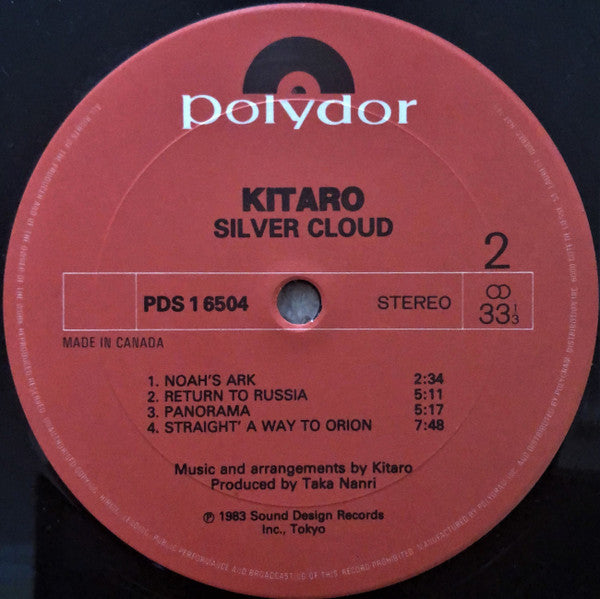 polydor
KITARO
SILVER CLOUD
2
PDS 1 6504
STEREO
33 1/3
MADE IN CANADA
1. NOAH'S ARK 2:34
2. RETURN TO RUSSIA 5:11
3. PANORAMA 5:17
4. STRAIGHT' A WAY TO ORION 7:48
Music and arrangements by Kitaro
Produced by Taka Nanri
℗ 1983 Sound Design Records
Inc., Tokyo